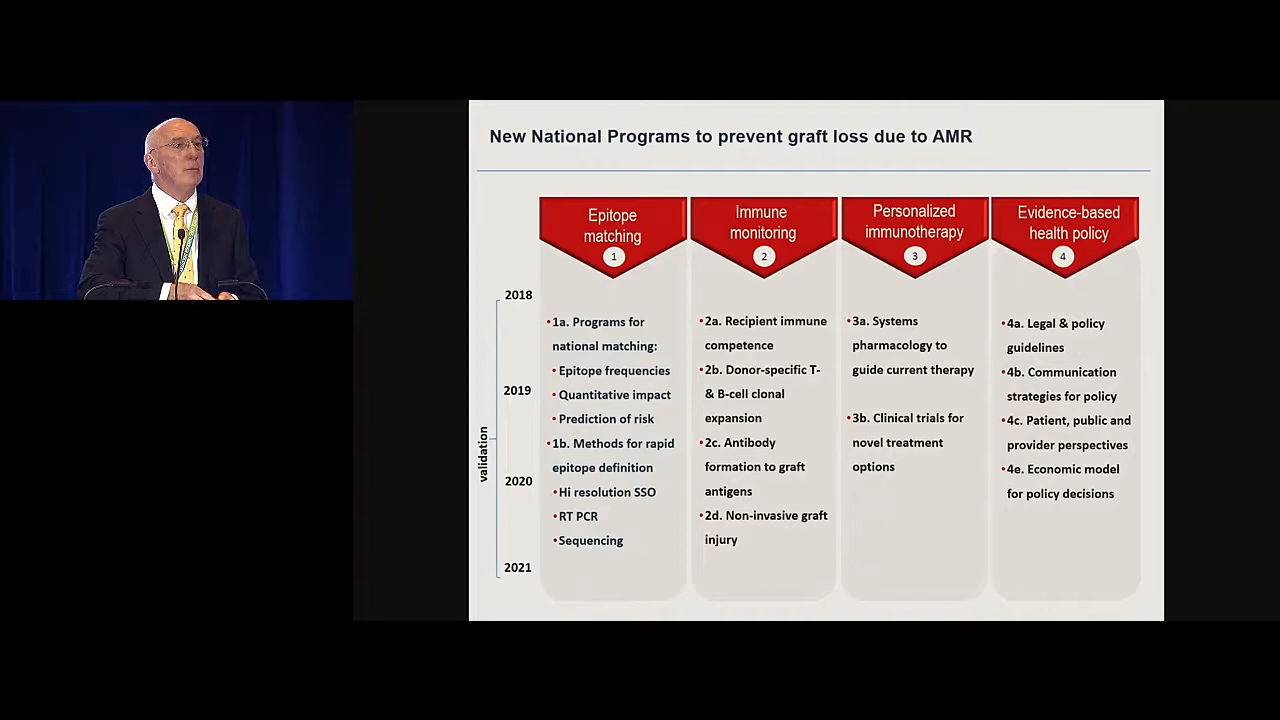 New National Programs to prevent graft loss due to AMR
Epitope
matching
1
Immune
monitoring
2
Personalized
immunotherapy
3
Evidence-based
health policy
4
validation
2018
2019
2020
2021
•1a. Programs for
national matching:
•Epitope frequencies
•Quantitative impact
•Prediction of risk
•1b. Methods for rapid
epitope definition
•Hi resolution SSO
•RT PCR
•Sequencing
•2a. Recipient immune
competence
•2b. Donor-specific T-
& B-cell clonal
expansion
•2c. Antibody
formation to graft
antigens
•2d. Non-invasive graft
injury
•3a. Systems
pharmacology to
guide current therapy
•3b. Clinical trials for
novel treatment
options
•4a. Legal & policy
guidelines
•4b. Communication
strategies for policy
•4c. Patient, public and
provider perspectives
•4e. Economic model
for policy decisions